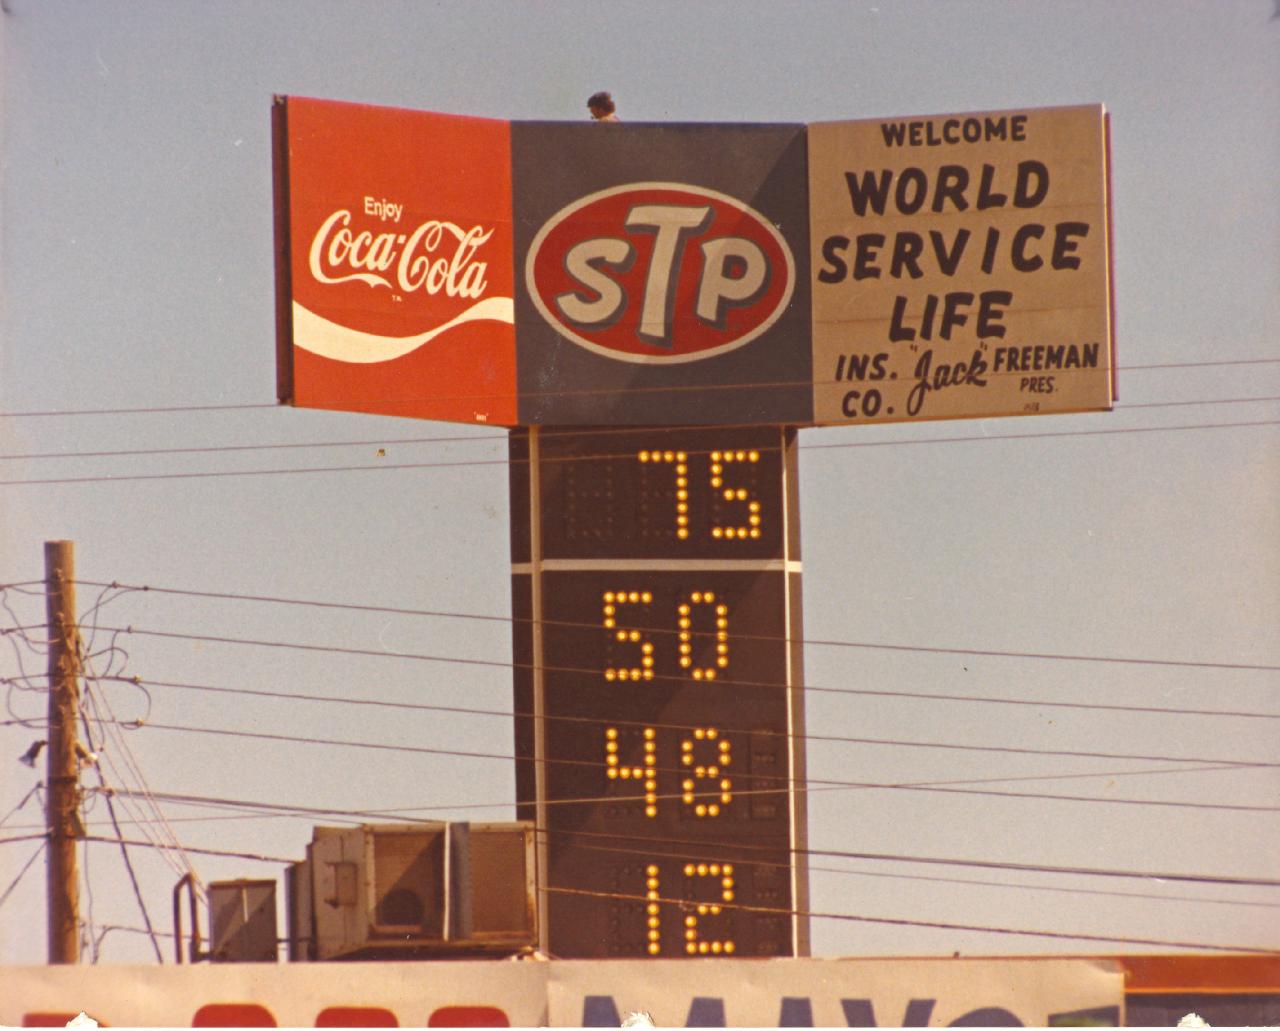 Enjoy
Coca-Cola
STP
WELCOME
WORLD
SERVICE
LIFE
INS. "Jack" FREEMAN
CO. PRES.
75
50
48
12